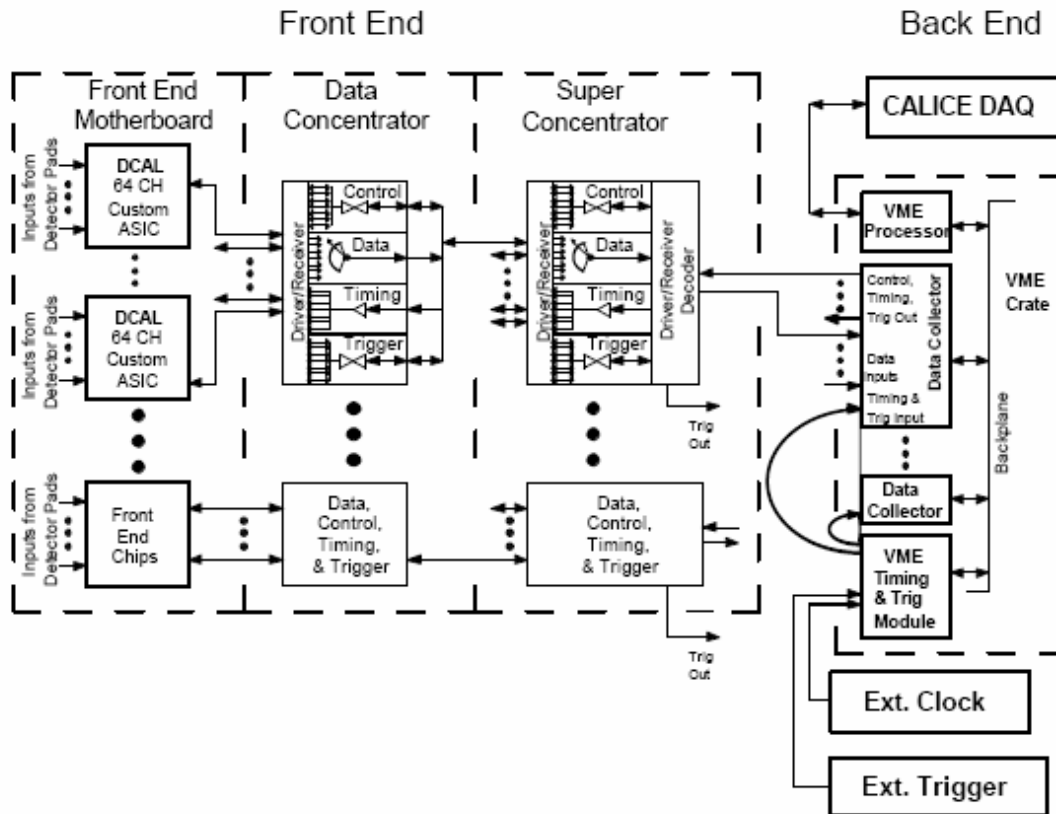 Front End
Back End
Front End
Motherboard
Data
Concentrator
Super
Concentrator
Inputs from
Detector Pads
DCAL
64 CH
Custom
ASIC
Inputs from
Detector Pads
DCAL
64 CH
Custom
ASIC
Inputs from
Detector Pads
Front
End
Chips
Driver/Receiver
Control
Data
Timing
Trigger
Data,
Control,
Timing,
& Trigger
Driver/Receiver
Control
Data
Timing
Trigger
Driver/Receiver
Decoder
Trig
Out
Data,
Control,
Timing,
& Trigger
Trig
Out
CALICE DAQ
VME
Processor
VME
Crate
Control,
Timing,
Trig Out
Data
Inputs
Timing &
Trig Input
Data Collector
Backplane
Data
Collector
VME
Timing
& Trig
Module
Ext. Clock
Ext. Trigger